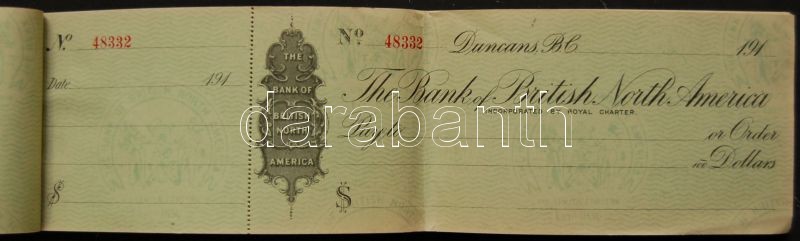 Nº 48332
Date 191
$
THE
BANK OF
BRITISH
NORTH
AMERICA
Nº 48332 Duncans, B.C. 191
The Bank of British North America
INCORPORATED BY ROYAL CHARTER.
Pay to
or Order
100 Dollars
$
darabanth